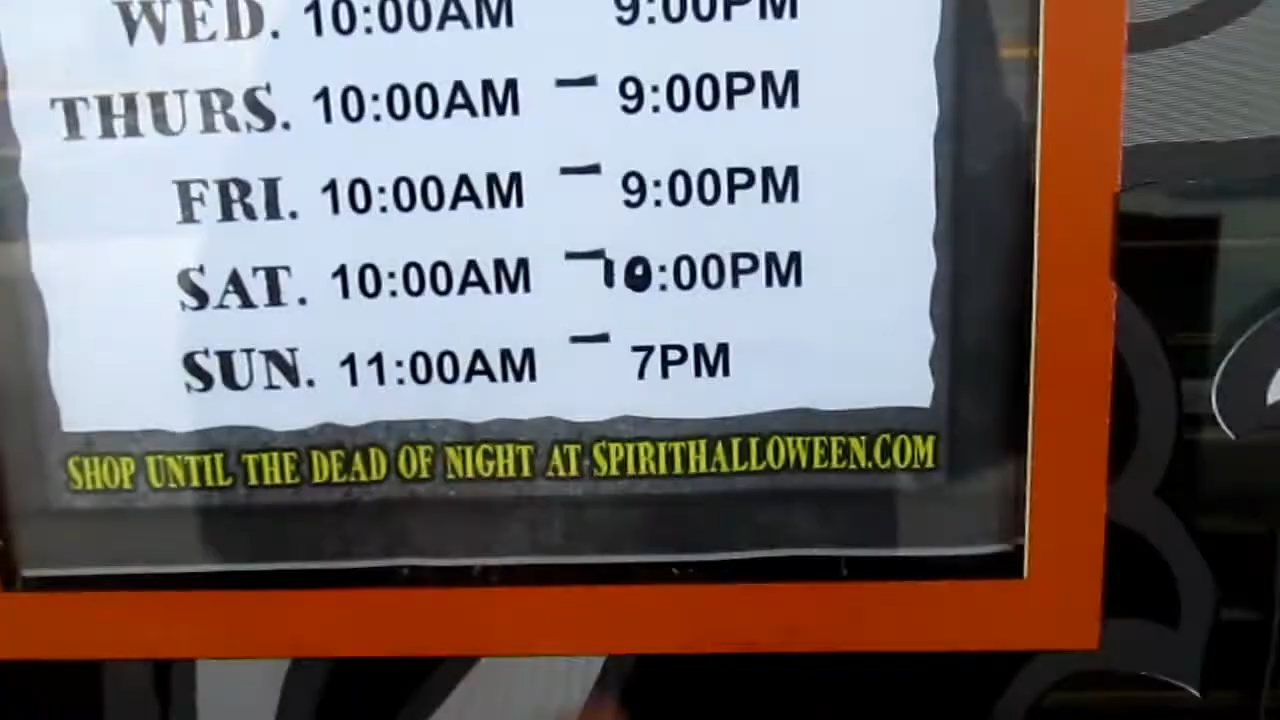 WED. 10:00AM 9:00PM
THURS. 10:00AM - 9:00PM
FRI. 10:00AM - 9:00PM
SAT. 10:00AM - 10:00PM
SUN. 11:00AM - 7PM
SHOP UNTIL THE DEAD OF NIGHT AT SPIRITHALLOWEEN.COM